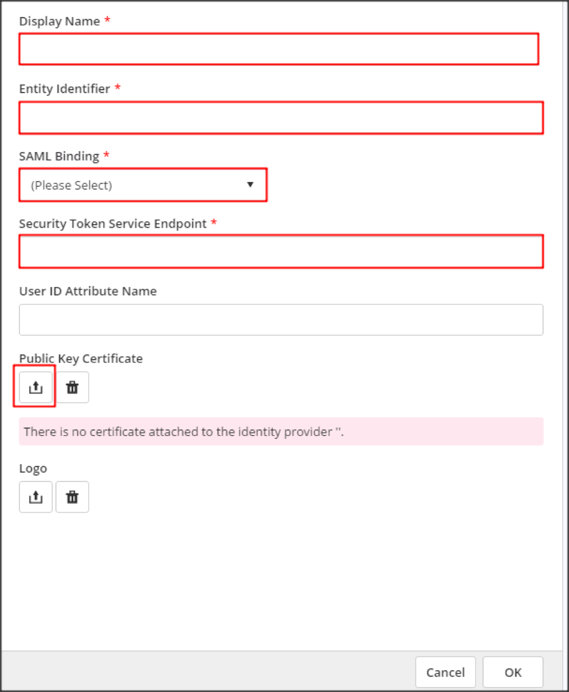 Display Name *
Entity Identifier *
SAML Binding *
(Please Select)
Security Token Service Endpoint *
User ID Attribute Name
Public Key Certificate
There is no certificate attached to the identity provider ''.
Logo
Cancel OK